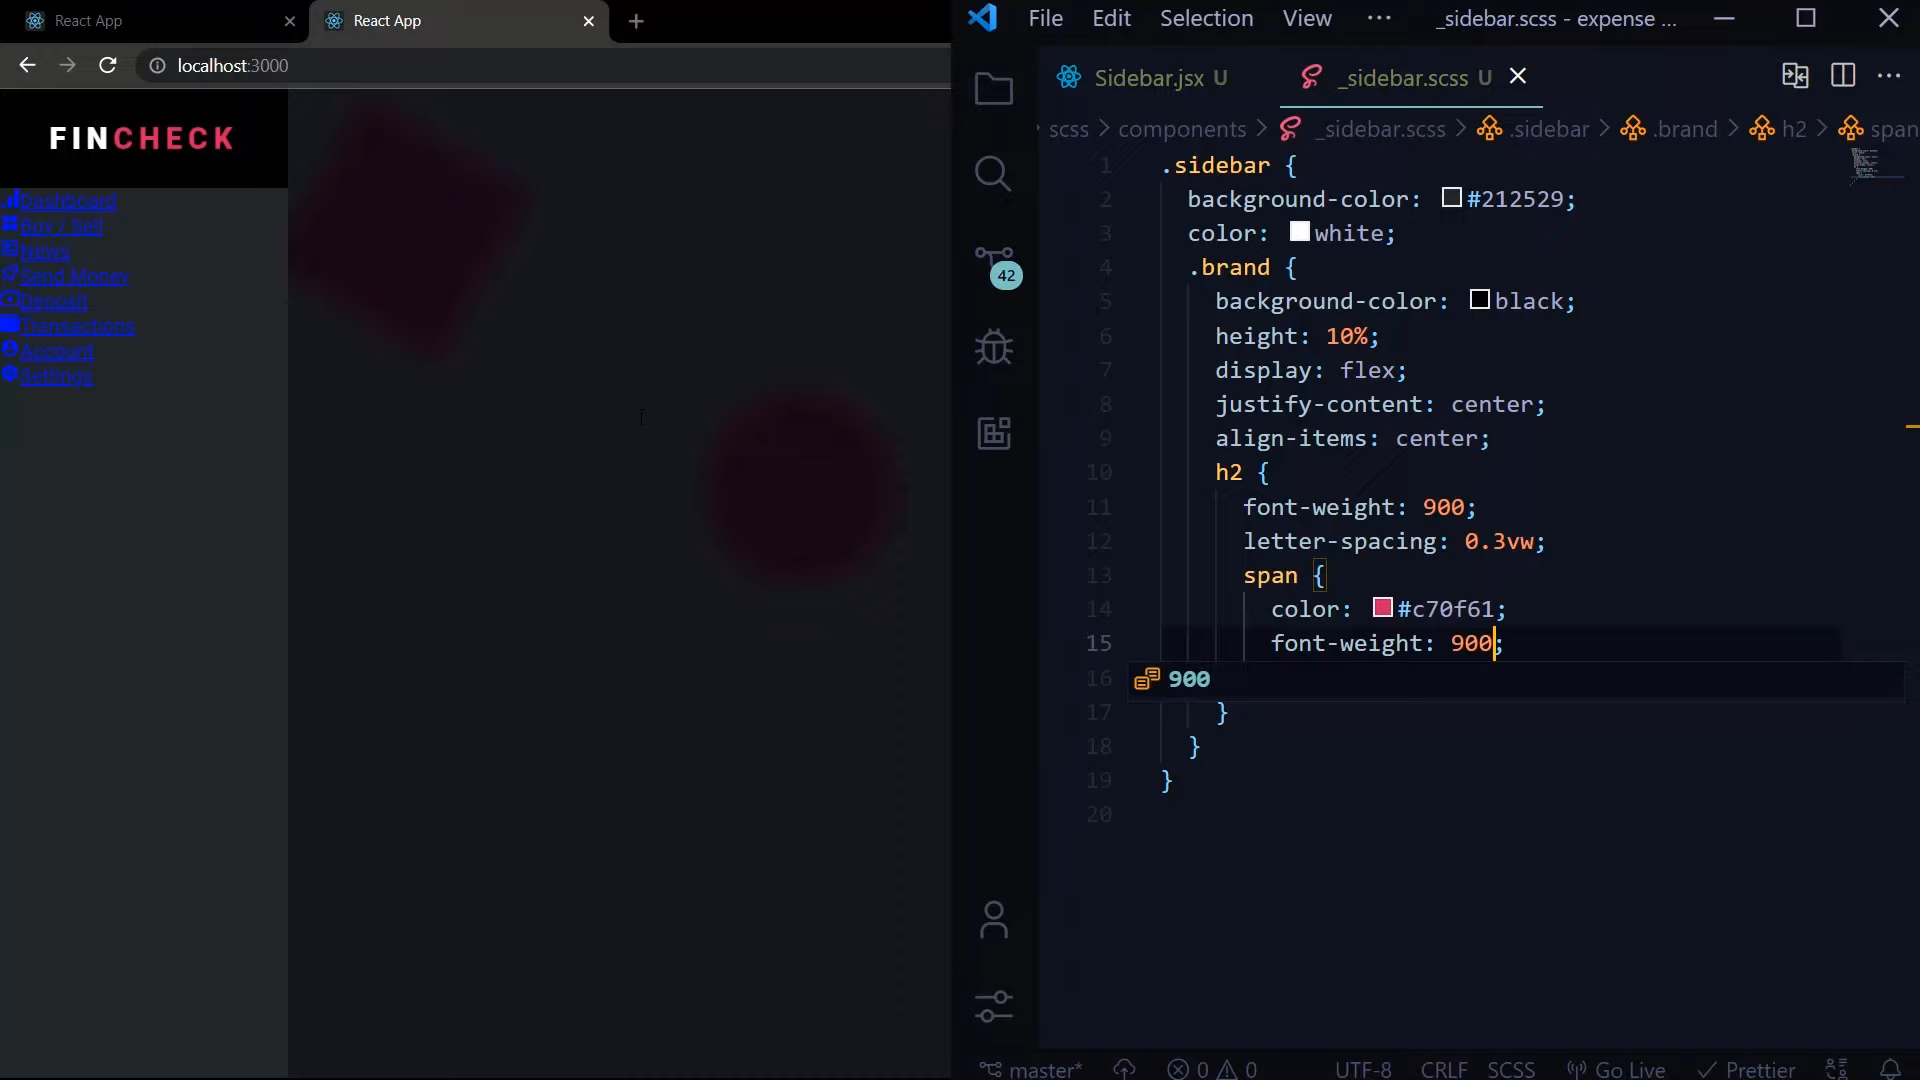 React App
React App
localhost:3000
FINCHECK
Dashboard
Buy / Sell
News
Send Money
Deposit
Transactions
Account
Settings
File Edit Selection View ··· _sidebar.scss - expense ...
Sidebar.jsx U
_sidebar.scss U
scss > components > _sidebar.scss > .sidebar > .brand > h2 > span
42
1 .sidebar {
2 background-color: #212529;
3 color: white;
4 .brand {
5 background-color: black;
6 height: 10%;
7 display: flex;
8 justify-content: center;
9 align-items: center;
10 h2 {
11 font-weight: 900;
12 letter-spacing: 0.3vw;
13 span {
14 color: #c70f61;
15 font-weight: 900;
16 900
17 }
18 }
19 }
20
master* 0 0 UTF-8 CRLF SCSS Go Live Prettier